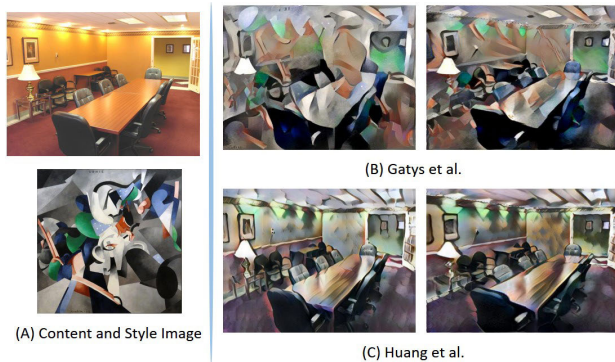 (A) Content and Style Image
(B) Gatys et al.
(C) Huang et al.